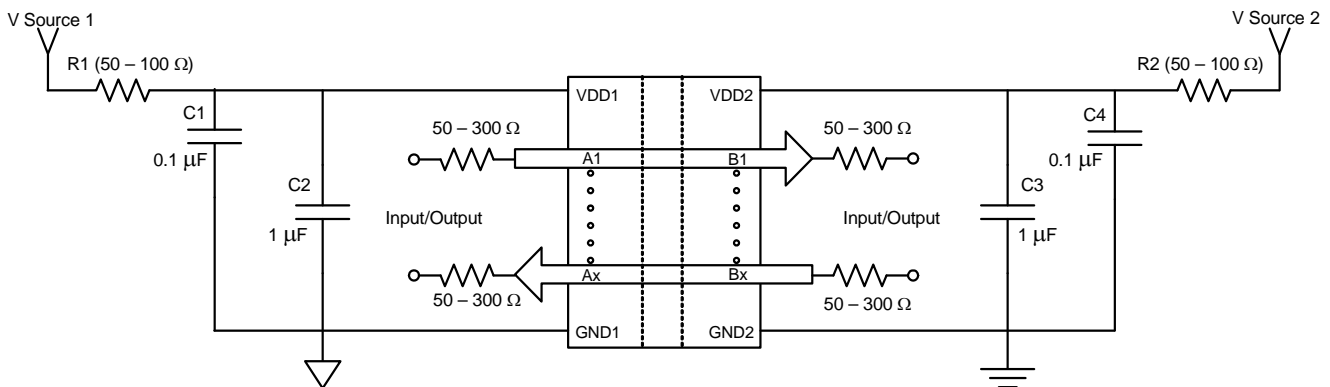 V Source 1
V Source 2
R1 (50 – 100 Ω)
R2 (50 – 100 Ω)
C1
0.1 μF
VDD1
VDD2
C4
0.1 μF
50 – 300 Ω
50 – 300 Ω
A1
B1
C2
1 μF
Input/Output
Input/Output
C3
1 μF
Ax
Bx
50 – 300 Ω
50 – 300 Ω
GND1
GND2